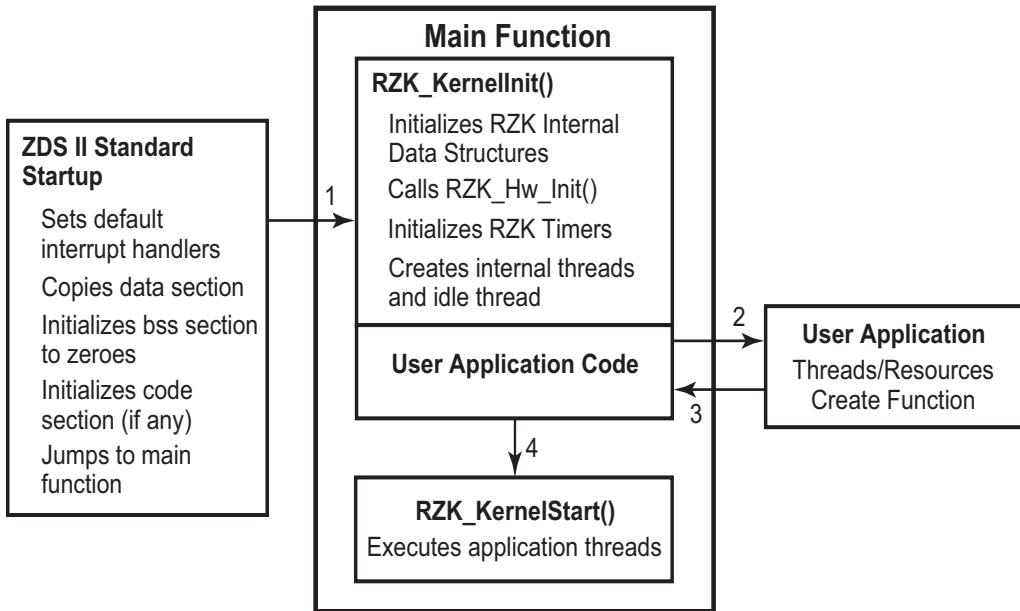 ZDS II Standard
Startup
Sets default
interrupt handlers
Copies data section
Initializes bss section
to zeroes
Initializes code
section (if any)
Jumps to main
function
1
Main Function
RZK_KernelInit()
Initializes RZK Internal
Data Structures
Calls RZK_Hw_Init()
Initializes RZK Timers
Creates internal threads
and idle thread
User Application Code
2
3
User Application
Threads/Resources
Create Function
4
RZK_KernelStart()
Executes application threads